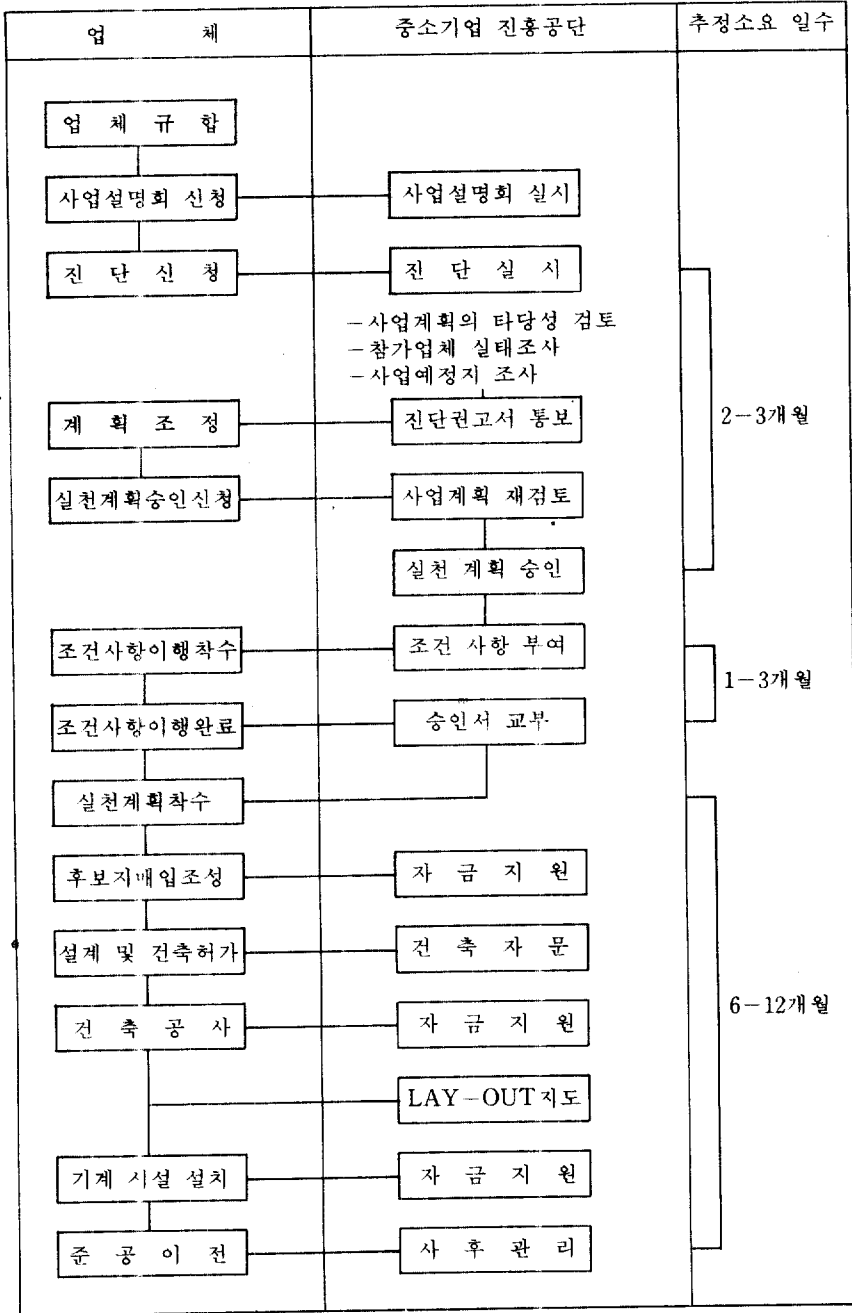 업 체 중소기업 진흥공단 추정소요 일수
업 체 규 합
사업설명회 신청 사업설명회 실시
진 단 신 청 진 단 실 시
-사업계획의 타당성 검토
-참가업체 실태조사
-사업예정지 조사
계 획 조 정 진단권고서 통보 2-3개월
실천계획승인신청 사업계획 재검토
실천 계획 승인
조건사항이행착수 조건 사항 부여
1-3개월
조건사항이행완료 승인서 교부
실천계획착수
후보지매입조성 자 금 지 원
설계 및 건축허가 건 축 자 문
6-12개월
건 축 공 사 자 금 지 원
LAY-OUT지도
기계 시설 설치 자 금 지 원
준 공 이 전 사 후 관 리